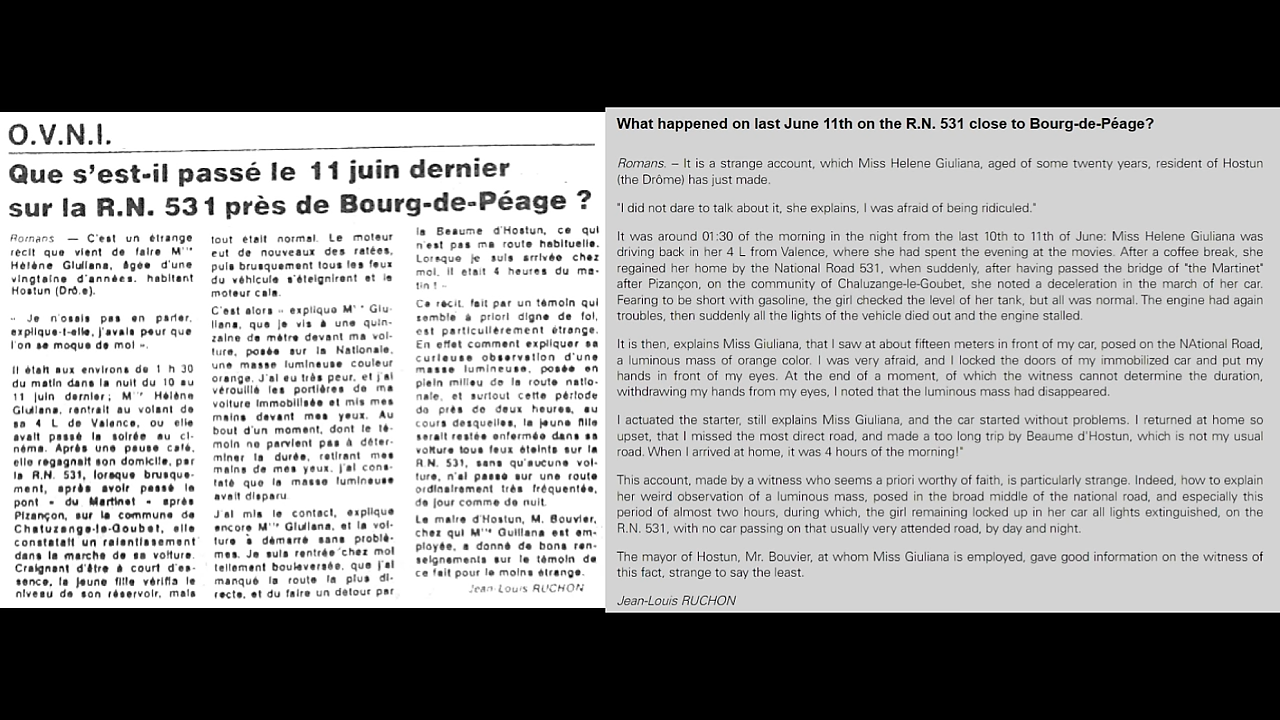 O.V.N.I.
Que s'est-il passé le 11 juin dernier
sur la R.N. 531 près de Bourg-de-Péage ?
Romans — C'est un étrange
récit que vient de faire M"°
Hélène Giuliana, âgée d'une
vingtaine d'années, habitant
Hostun (Drô.e).
« Je n'osais pas en parler,
explique-t-elle, j'avais peur que
l'on se moque de moi ».
Il était aux environs de 1 h 30
du matin dans la nuit du 10 au
11 juin dernier; M"° Hélène
Giuliana, rentrait au volant de
sa 4 L de Valence, ou elle
avait passé la soirée au ci-
néma. Après une pause café,
elle regagnait son domicile, par
la R.N. 531, lorsque brusque-
ment, après avoir passé le
pont « du Martinet » après
Pizançon, sur la commune de
Chatuzange-le-Goubet, elle
constatait un ralentissement
dans la marche de sa voiture.
Craignant d'être à court d'es-
sence, la jeune fille vérifia le
niveau de son réservoir, mais
tout était normal. Le moteur
eut de nouveaux des ratées,
puis brusquement tous les feux
du véhicule s'éteignirent et le
moteur cala.
C'est alors « explique M"° Giu-
liana, que je vis à une quin-
zaine de mètre devant ma voi-
ture, posée sur la Nationale,
une masse lumineuse couleur
orange. J'ai eu très peur, et j'ai
vérouillé les portières de ma
voiture immobilisée et mis mes
mains devant mes yeux. Au
bout d'un moment, dont le té-
moin ne parvient pas à déter-
miner la durée, retirant mes
mains de mes yeux, j'ai cons-
taté que la masse lumineuse
avait disparu.
J'ai mis le contact, explique
encore M"° Giuliana, et la voi-
ture à démarré sans problè-
mes. Je suis rentrée chez moi
tellement bouleversée, que j'ai
manqué la route la plus di-
recte, et du faire un détour par
la Beaume d'Hostun, ce qui
n'est pas ma route habituelle.
Lorsque je suis arrivée chez
moi, il était 4 heures du ma-
tin ! »
Ce récit, fait par un témoin qui
semble à priori digne de foi,
est particulièrement étrange.
En effet comment expliquer sa
curieuse observation d'une
masse lumineuse, posée en
plein milieu de la route natio-
nale, et surtout cette période
de près de deux heures, au
cours desquelles, la jeune fille
serait restée enfermée dans sa
voiture tous feux éteints sur la
R.N. 531, sans qu'aucune voi-
ture, n'ai passé sur une route
ordinairement très fréquentée,
de jour comme de nuit.
Le maire d'Hostun, M. Bouvier,
chez qui M"° Guiliana est em-
ployée, a donné de bons ren-
seignements sur le témoin de
ce fait pour le moins étrange.
Jean-Louis RUCHON
What happened on last June 11th on the R.N. 531 close to Bourg-de-Péage?
Romans. – It is a strange account, which Miss Helene Giuliana, aged of some twenty years, resident of Hostun
(the Drôme) has just made.
"I did not dare to talk about it, she explains, I was afraid of being ridiculed."
It was around 01:30 of the morning in the night from the last 10th to 11th of June: Miss Helene Giuliana was
driving back in her 4 L from Valence, where she had spent the evening at the movies. After a coffee break, she
regained her home by the National Road 531, when suddenly, after having passed the bridge of "the Martinet"
after Pizançon, on the community of Chaluzange-le-Goubet, she noted a deceleration in the march of her car.
Fearing to be short with gasoline, the girl checked the level of her tank, but all was normal. The engine had again
troubles, then suddenly all the lights of the vehicle died out and the engine stalled.
It is then, explains Miss Giuliana, that I saw at about fifteen meters in front of my car, posed on the NAtional Road,
a luminous mass of orange color. I was very afraid, and I locked the doors of my immobilized car and put my
hands in front of my eyes. At the end of a moment, of which the witness cannot determine the duration,
withdrawing my hands from my eyes, I noted that the luminous mass had disappeared.
I actuated the starter, still explains Miss Giuliana, and the car started without problems. I returned at home so
upset, that I missed the most direct road, and made a too long trip by Beaume d'Hostun, which is not my usual
road. When I arrived at home, it was 4 hours of the morning!"
This account, made by a witness who seems a priori worthy of faith, is particularly strange. Indeed, how to explain
her weird observation of a luminous mass, posed in the broad middle of the national road, and especially this
period of almost two hours, during which, the girl remaining locked up in her car all lights extinguished, on the
R.N. 531, with no car passing on that usually very attended road, by day and night.
The mayor of Hostun, Mr. Bouvier, at whom Miss Giuliana is employed, gave good information on the witness of
this fact, strange to say the least.
Jean-Louis RUCHON